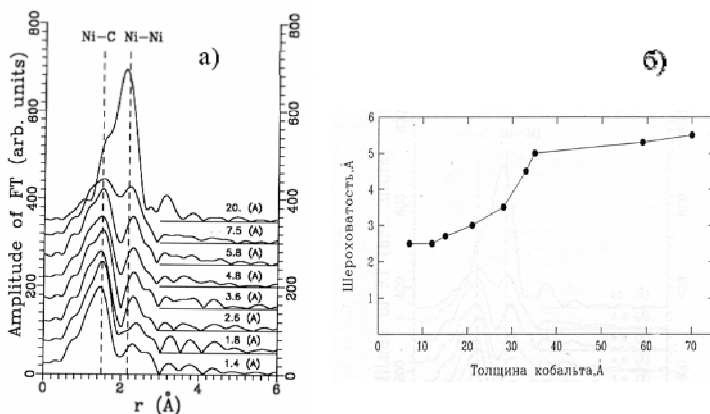 800
800
Ni-C Ni-Ni
а)
600
600
400
400
200
200
0
0
20. (A)
7.5 (A)
5.8 (A)
4.8 (A)
3.6 (A)
2.6 (A)
1.8 (A)
1.4 (A)
0 2 4 6
r (Å)
Amplitude of FT (arb. units)
б)
6
5
4
3
2
1
0 10 20 30 40 50 60 70
Толщина кобальта,Å
Шероховатость,Å